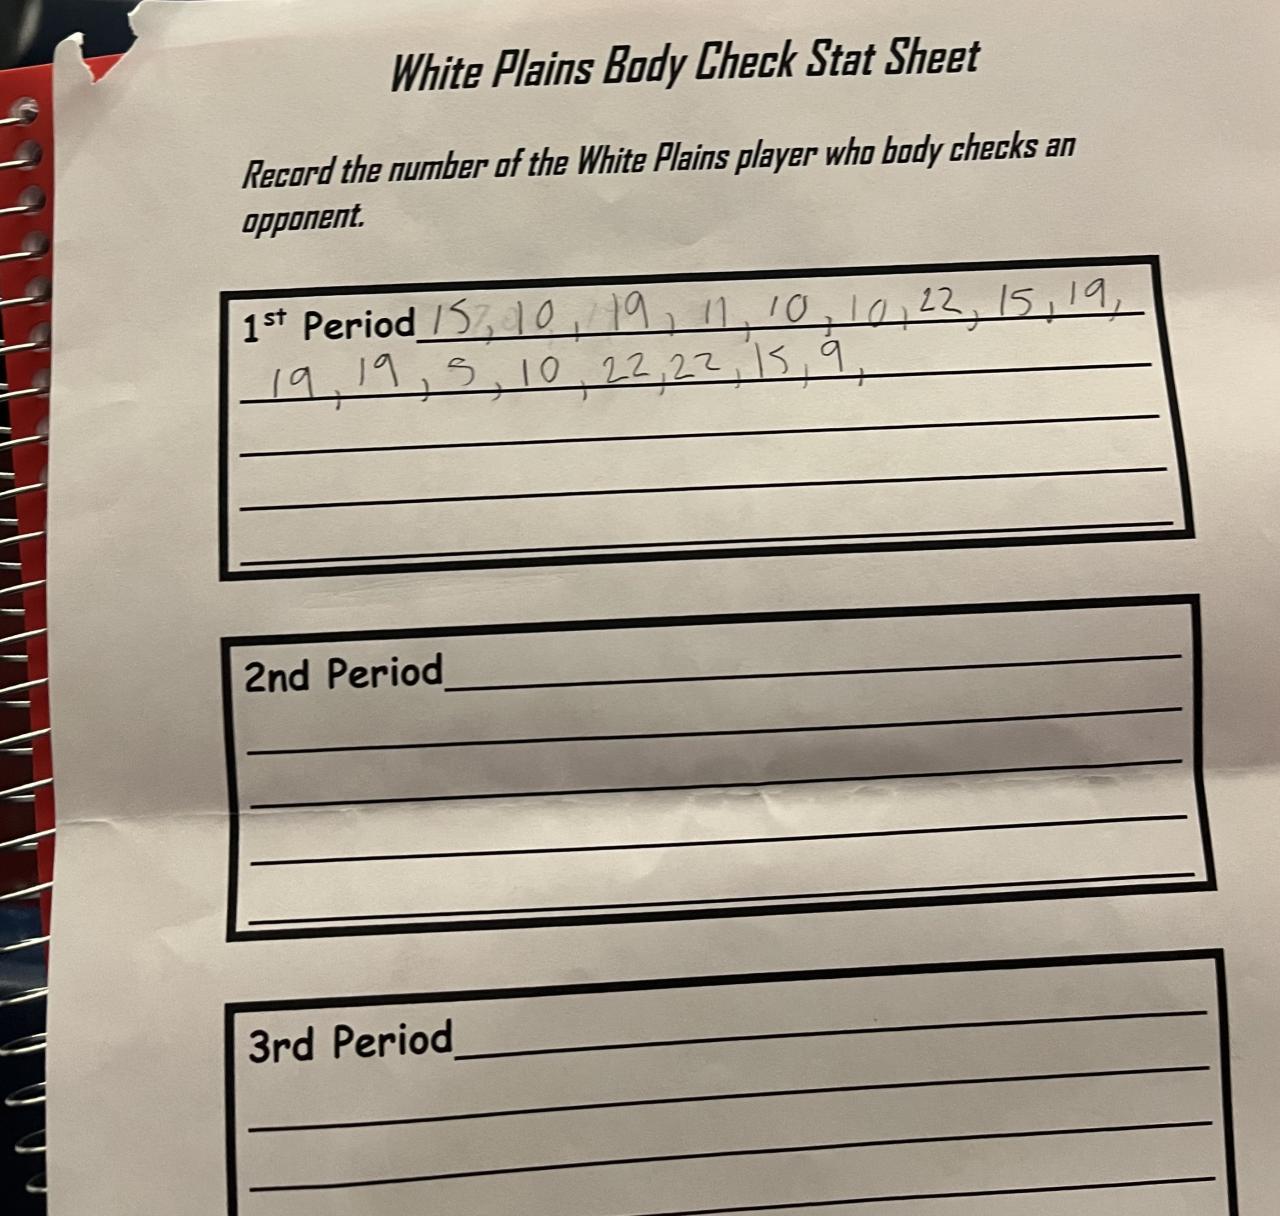 White Plains Body Check Stat Sheet
Record the number of the White Plains player who body checks an
opponent.
1st Period 15, 10, 19, 11, 10, 10, 22, 15, 19,
19, 19, 5, 10, 22, 22, 15, 9,
2nd Period
3rd Period